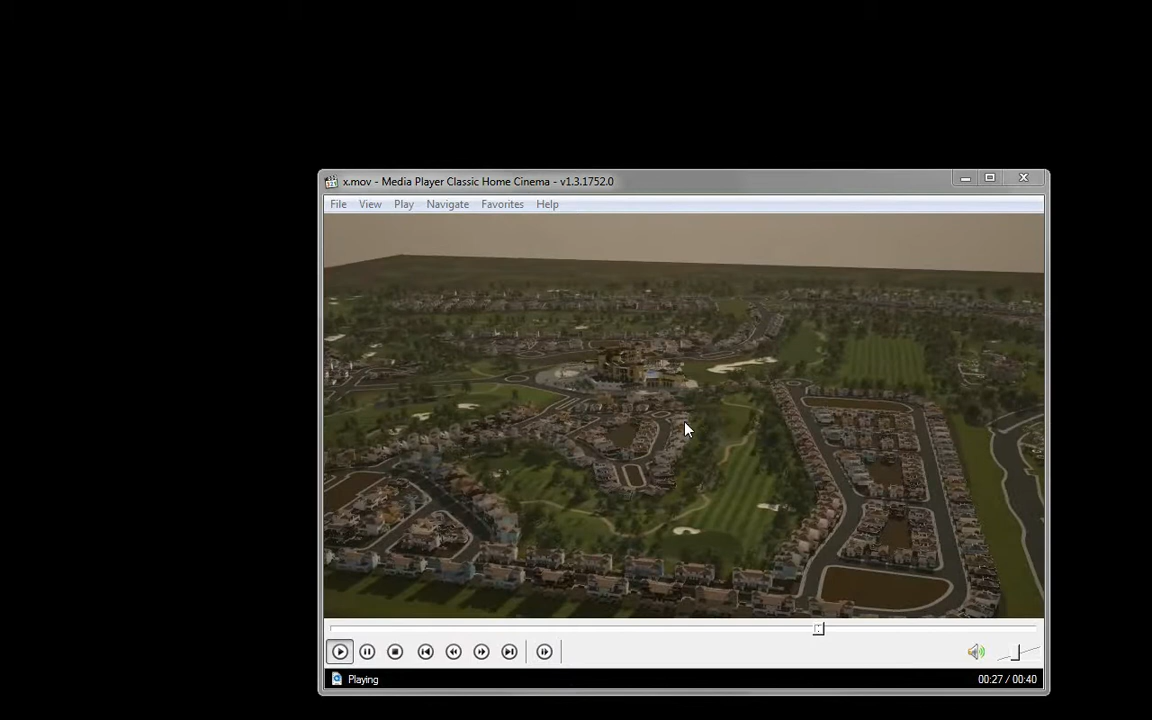 x.mov - Media Player Classic Home Cinema - v1.3.1752.0
File View Play Navigate Favorites Help
Playing 00:27 / 00:40